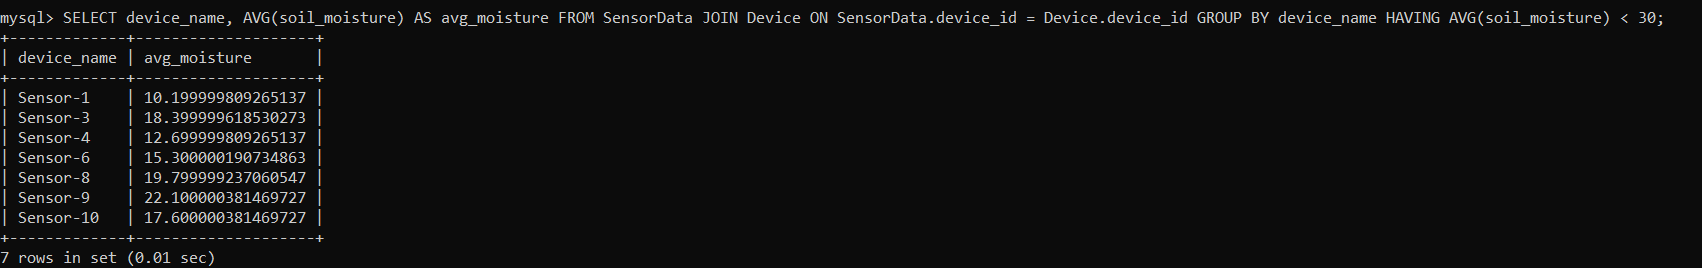 mysql> SELECT device_name, AVG(soil_moisture) AS avg_moisture FROM SensorData JOIN Device ON SensorData.device_id = Device.device_id GROUP BY device_name HAVING AVG(soil_moisture) < 30;
+-------------+--------------------+
| device_name | avg_moisture       |
+-------------+--------------------+
| Sensor-1    | 10.199999809265137 |
| Sensor-3    | 18.399999618530273 |
| Sensor-4    | 12.699999809265137 |
| Sensor-6    | 15.300000190734863 |
| Sensor-8    | 19.799999237060547 |
| Sensor-9    | 22.100000381469727 |
| Sensor-10   | 17.600000381469727 |
+-------------+--------------------+
7 rows in set (0.01 sec)